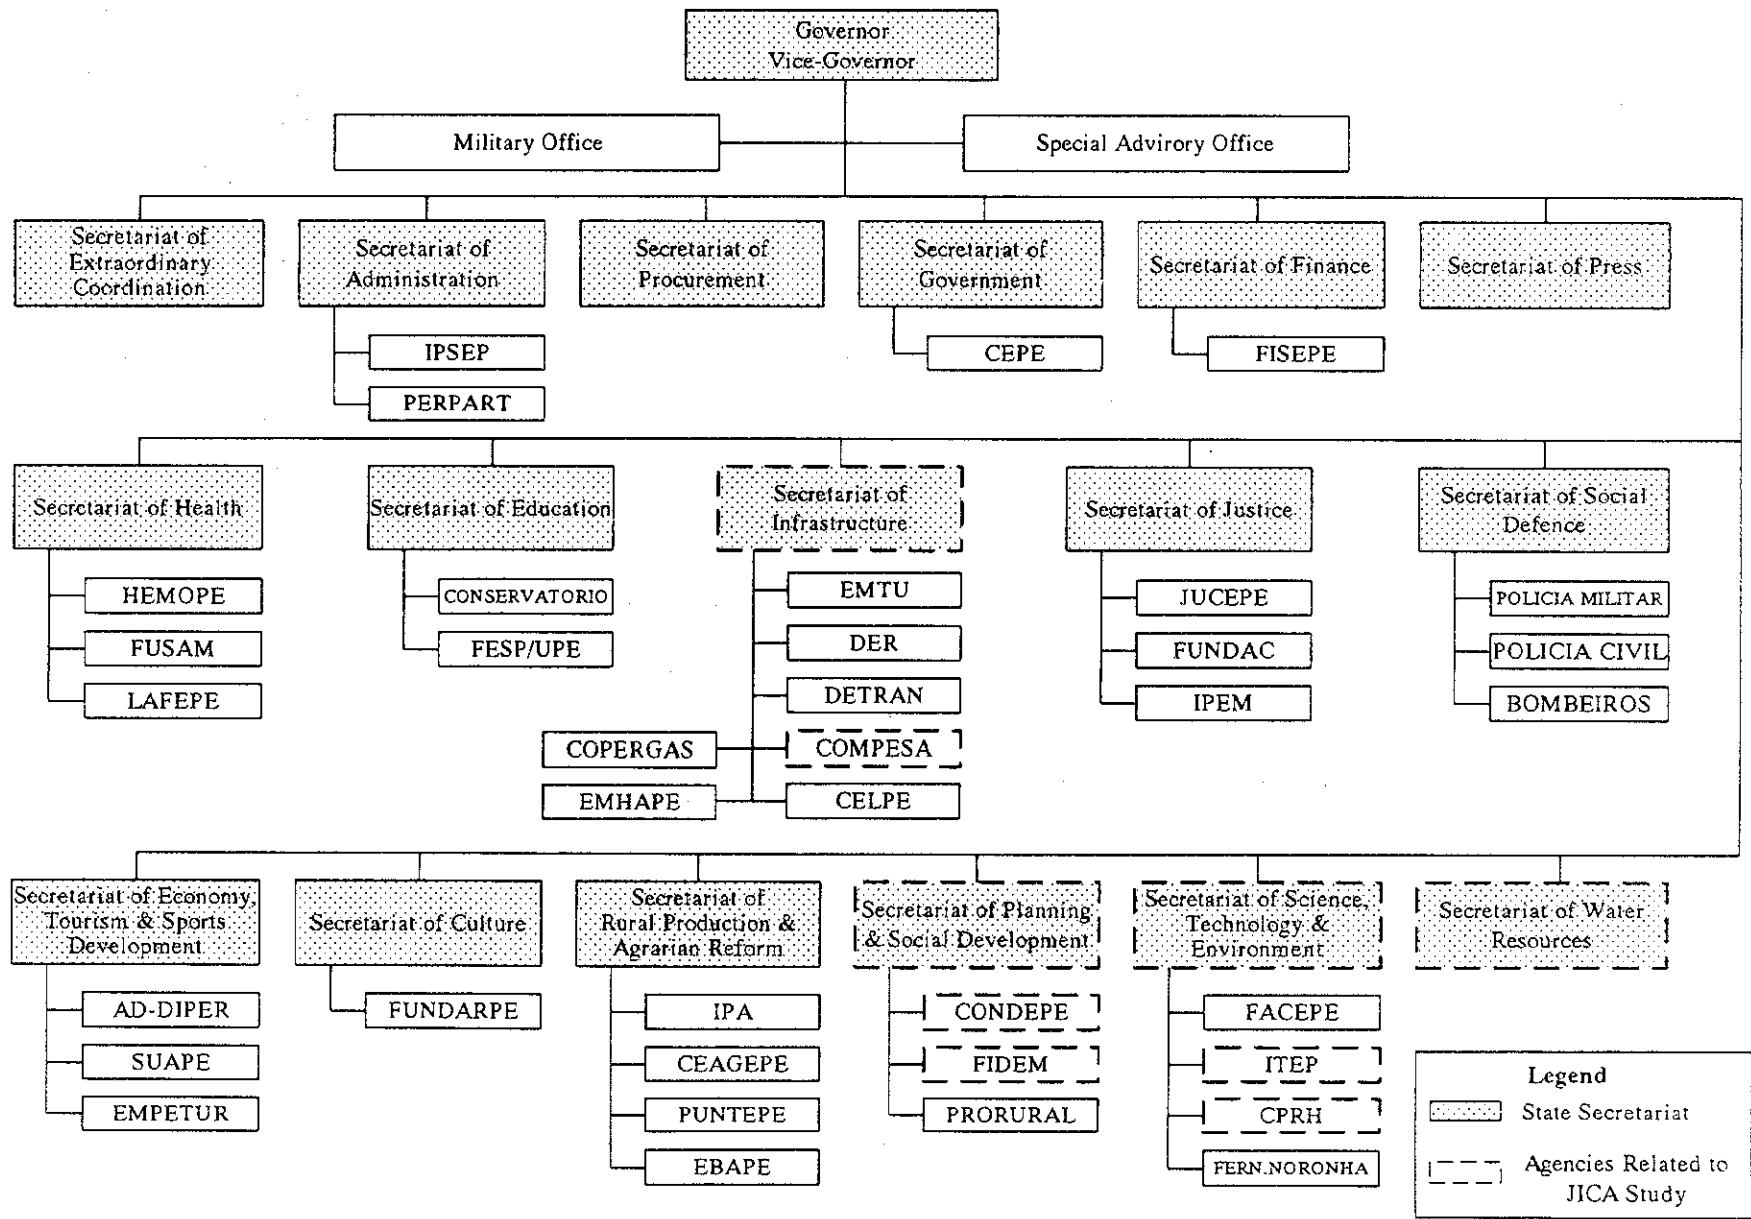 Governor
Vice-Governor
Military Office
Special Advirory Office
Secretariat of
Extraordinary
Coordination
Secretariat of
Administration
Secretariat of
Procurement
Secretariat of
Government
Secretariat of Finance
Secretariat of Press
IPSEP
PERPART
CEPE
FISEPE
Secretariat of Health
Secretariat of Education
Secretariat of
Infrastructure
Secretariat of Justice
Secretariat of Social
Defence
HEMOPE
FUSAM
LAFEPE
CONSERVATORIO
FESP/UPE
EMTU
DER
DETRAN
COPERGAS
COMPESA
EMHAPE
CELPE
JUCEPE
FUNDAC
IPEM
POLICIA MILITAR
POLICIA CIVIL
BOMBEIROS
Secretariat of Economy,
Tourism & Sports
Development
Secretariat of Culture
Secretariat of
Rural Production &
Agrarian Reform
Secretariat of Planning
& Social Development
Secretariat of Science,
Technology &
Environment
Secretariat of Water
Resources
AD-DIPER
SUAPE
EMPETUR
FUNDARPE
IPA
CEAGEPE
PUNTEPE
EBAPE
CONDEPE
FIDEM
PRORURAL
FACEPE
ITEP
CPRH
FERN.NORONHA
Legend
State Secretariat
Agencies Related to
JICA Study